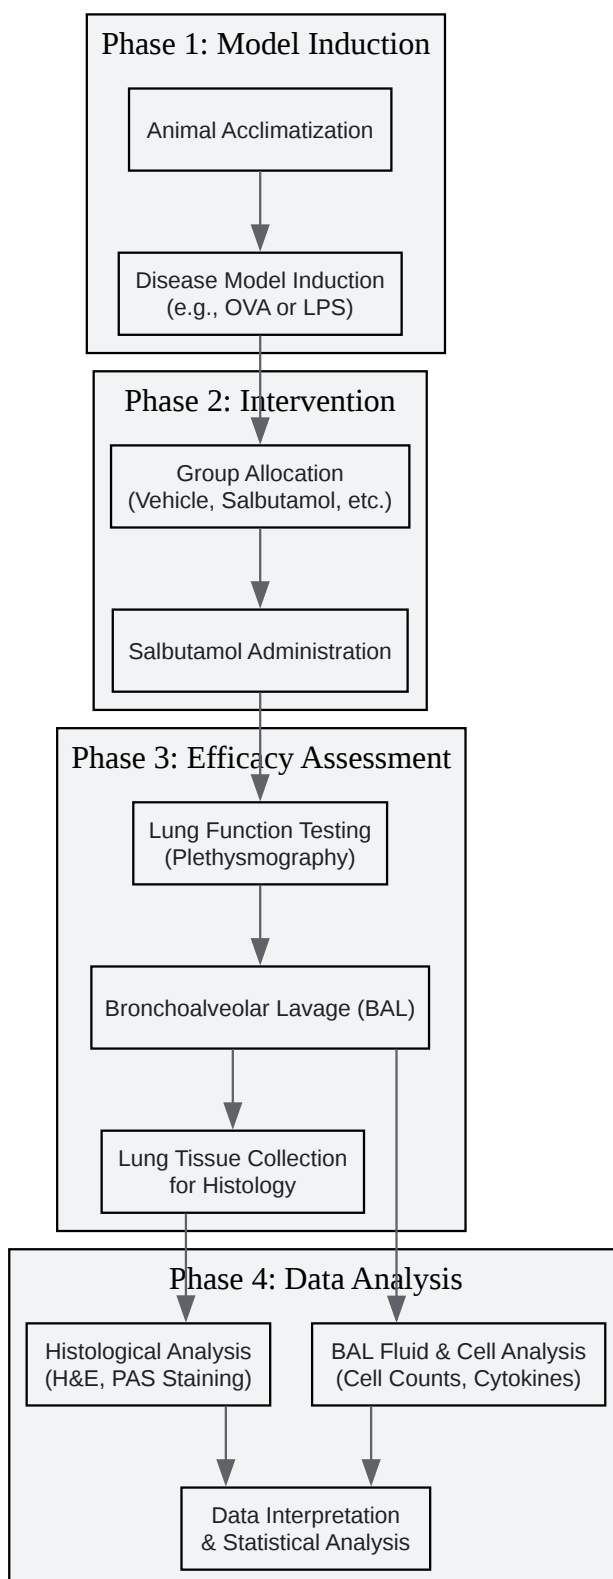 Phase 1: Model Induction
Animal Acclimatization
Disease Model Induction
(e.g., OVA or LPS)
Phase 2: Intervention
Group Allocation
(Vehicle, Salbutamol, etc.)
Salbutamol Administration
Phase 3: Efficacy Assessment
Lung Function Testing
(Plethysmography)
Bronchoalveolar Lavage (BAL)
Lung Tissue Collection
for Histology
Phase 4: Data Analysis
Histological Analysis
(H&E, PAS Staining)
BAL Fluid & Cell Analysis
(Cell Counts, Cytokines)
Data Interpretation
& Statistical Analysis